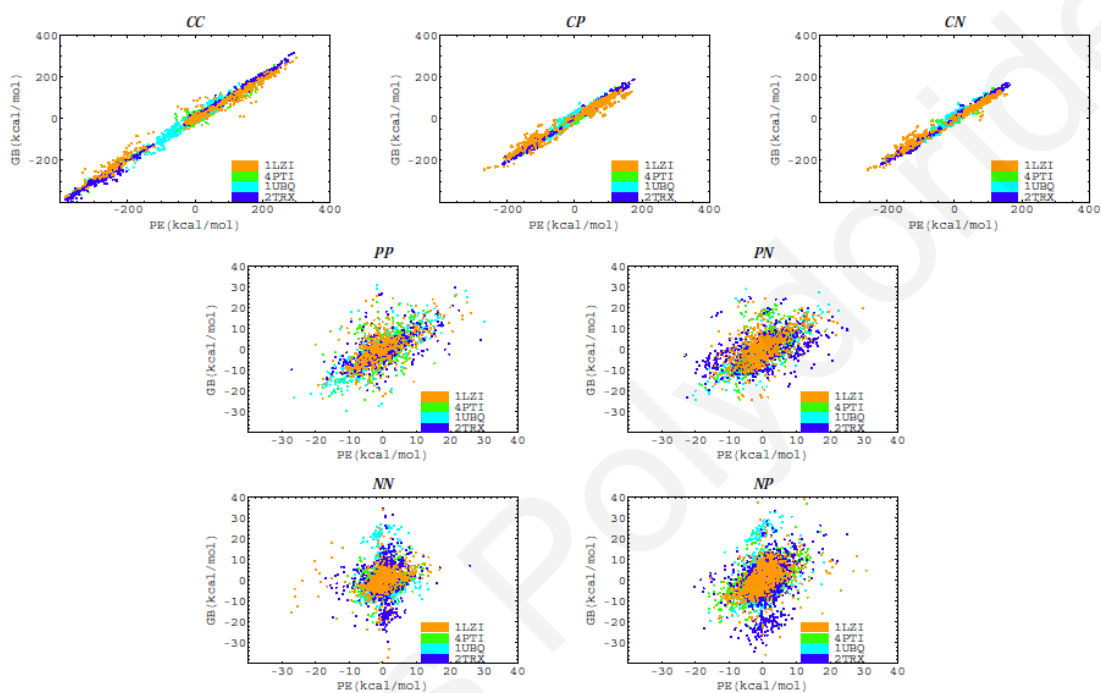 CC CP CN
400 400 400
200 200 200
0 0 0
-200 -200 -200
GB(kcal/mol) GB(kcal/mol) GB(kcal/mol)
1LZI 1LZI 1LZI
4PTI 4PTI 4PTI
1UBQ 1UBQ 1UBQ
2TRX 2TRX 2TRX
-200 0 200 400 -200 0 200 400 -200 0 200 400
PE(kcal/mol) PE(kcal/mol) PE(kcal/mol)
PP PN
40 40
30 30
20 20
10 10
0 0
-10 -10
-20 -20
-30 -30
GB(kcal/mol) GB(kcal/mol)
1LZI 1LZI
4PTI 4PTI
1UBQ 1UBQ
2TRX 2TRX
-30 -20 -10 0 10 20 30 40 -30 -20 -10 0 10 20 30 40
PE(kcal/mol) PE(kcal/mol)
NN NP
40 40
30 30
20 20
10 10
0 0
-10 -10
-20 -20
-30 -30
GB(kcal/mol) GB(kcal/mol)
1LZI 1LZI
4PTI 4PTI
1UBQ 1UBQ
2TRX 2TRX
-30 -20 -10 0 10 20 30 40 -30 -20 -10 0 10 20 30 40
PE(kcal/mol) PE(kcal/mol)
s Polydoride